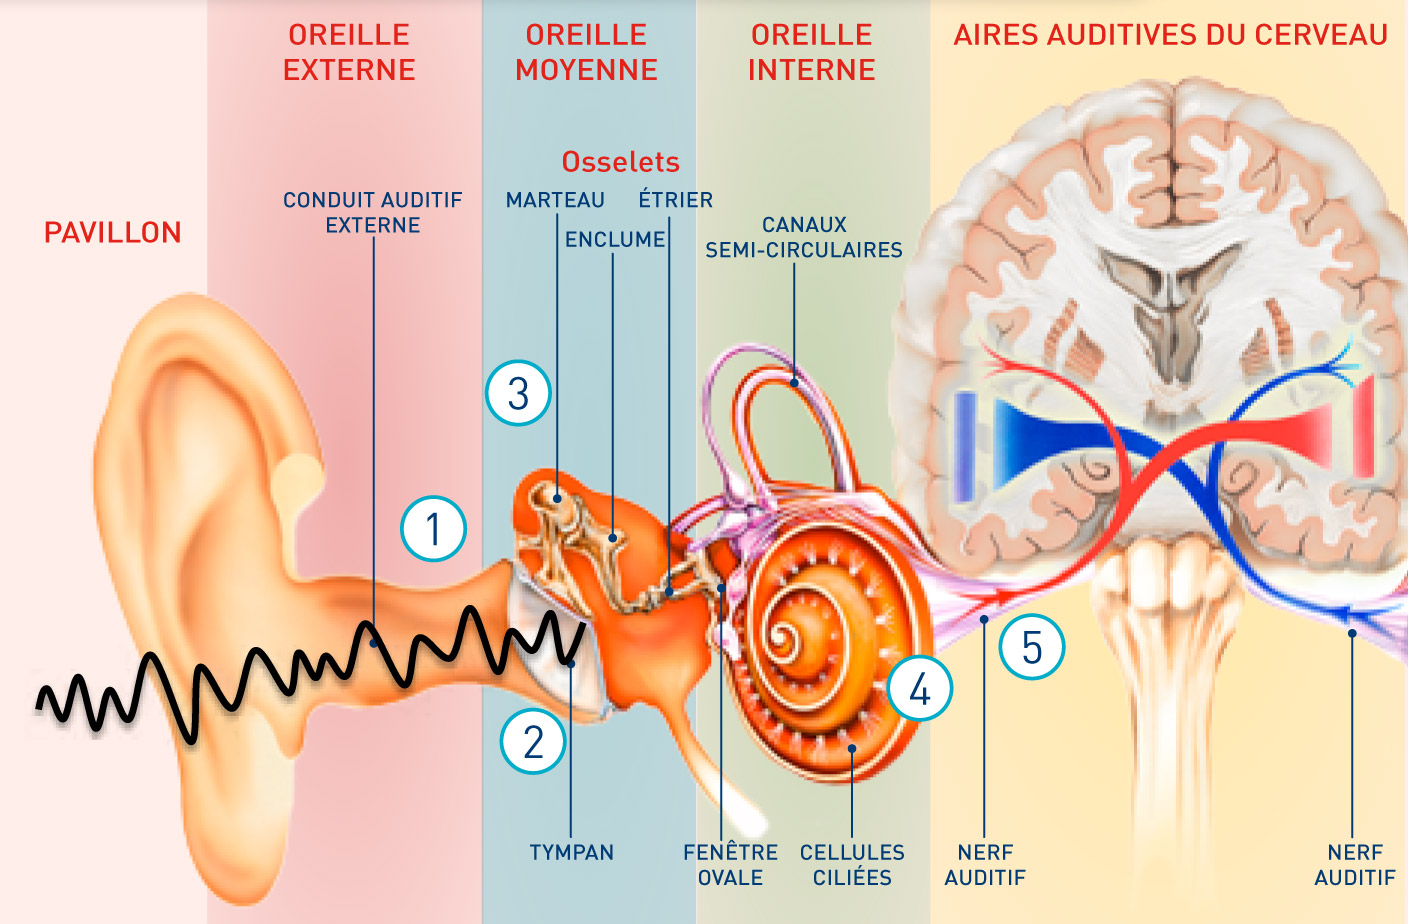 OREILLE
EXTERNE
OREILLE
MOYENNE
OREILLE
INTERNE
AIRES AUDITIVES DU CERVEAU
Osselets
MARTEAU
ÉTRIER
ENCLUME
CONDUIT AUDITIF
EXTERNE
PAVILLON
CANAUX
SEMI-CIRCULAIRES
3
1
5
4
2
TYMPAN
FENÊTRE
OVALE
CELLULES
CILIÉES
NERF
AUDITIF
NERF
AUDITIF